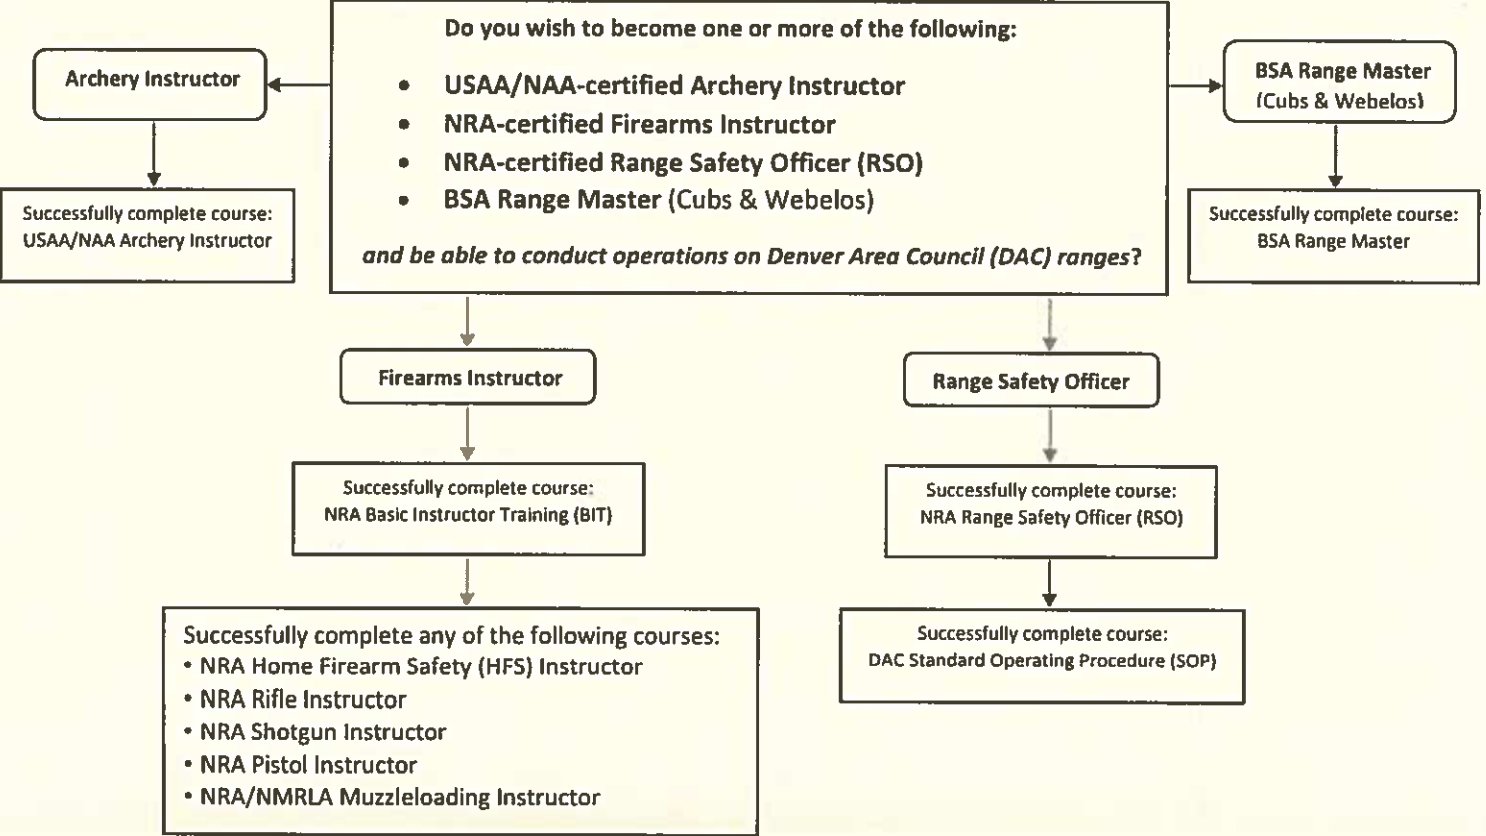 Do you wish to become one or more of the following:
• USAA/NAA-certified Archery Instructor
• NRA-certified Firearms Instructor
• NRA-certified Range Safety Officer (RSO)
• BSA Range Master (Cubs & Webelos)
and be able to conduct operations on Denver Area Council (DAC) ranges?
Archery Instructor
Successfully complete course:
USAA/NAA Archery Instructor
BSA Range Master
(Cubs & Webelos)
Successfully complete course:
BSA Range Master
Firearms Instructor
Successfully complete course:
NRA Basic Instructor Training (BIT)
Successfully complete any of the following courses:
• NRA Home Firearm Safety (HFS) Instructor
• NRA Rifle Instructor
• NRA Shotgun Instructor
• NRA Pistol Instructor
• NRA/NMRLA Muzzleloading Instructor
Range Safety Officer
Successfully complete course:
NRA Range Safety Officer (RSO)
Successfully complete course:
DAC Standard Operating Procedure (SOP)